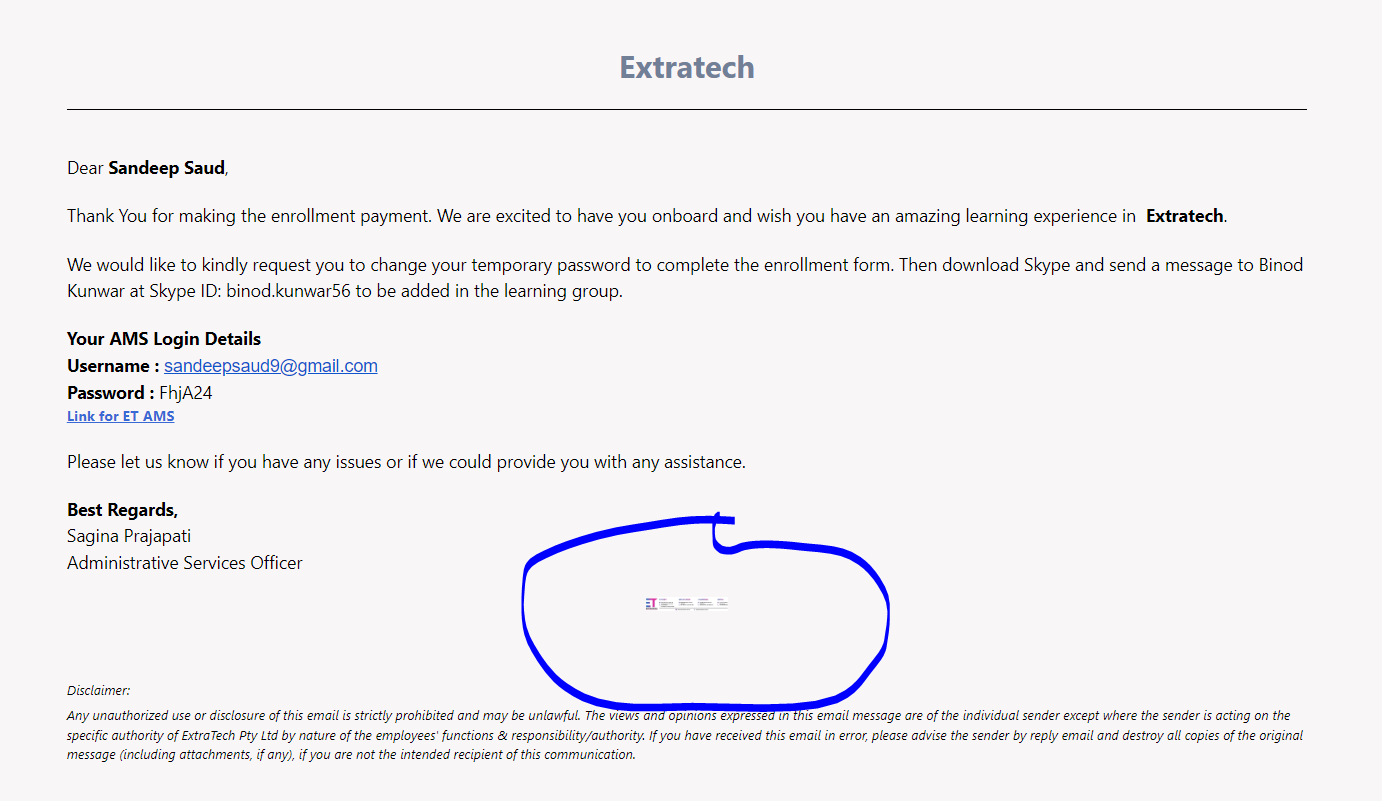 Extratech
Dear Sandeep Saud,
Thank You for making the enrollment payment. We are excited to have you onboard and wish you have an amazing learning experience in Extratech.
We would like to kindly request you to change your temporary password to complete the enrollment form. Then download Skype and send a message to Binod
Kunwar at Skype ID: binod.kunwar56 to be added in the learning group.
Your AMS Login Details
Username : sandeepsaud9@gmail.com
Password : FhjA24
Link for ET AMS
Please let us know if you have any issues or if we could provide you with any assistance.
Best Regards,
Sagina Prajapati
Administrative Services Officer
ET
Disclaimer:
Any unauthorized use or disclosure of this email is strictly prohibited and may be unlawful. The views and opinions expressed in this email message are of the individual sender except where the sender is acting on the
specific authority of ExtraTech Pty Ltd by nature of the employees' functions & responsibility/authority. If you have received this email in error, please advise the sender by reply email and destroy all copies of the original
message (including attachments, if any), if you are not the intended recipient of this communication.